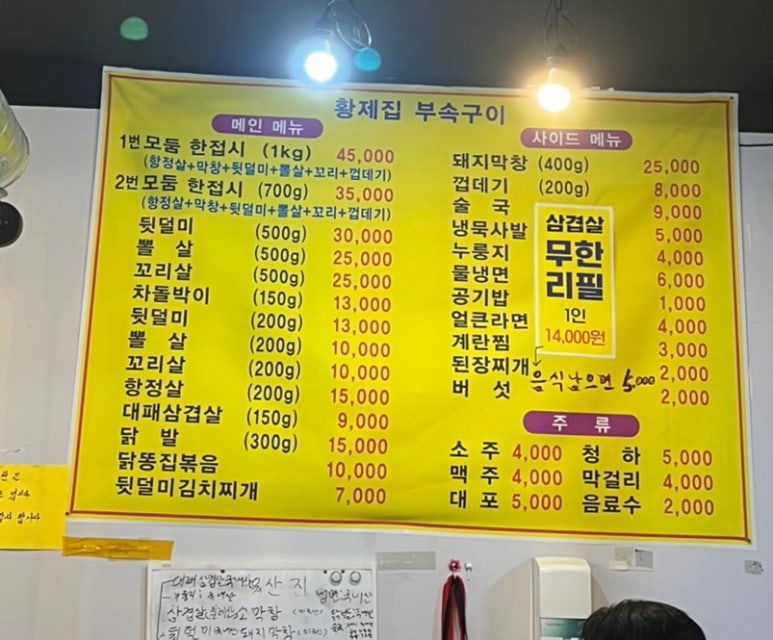 황제집 부속구이
메인 메뉴
1번모둠 한접시 (1kg) 45,000
(항정살+막창+뒷덜미+뽈살+꼬리+껍데기)
2번모둠 한접시 (700g) 35,000
(항정살+막창+뒷덜미+뽈살+꼬리+껍데기)
뒷덜미 (500g) 30,000
뽈 살 (500g) 25,000
꼬리살 (500g) 25,000
차돌박이 (150g) 13,000
뒷덜미 (200g) 13,000
뽈 살 (200g) 10,000
꼬리살 (200g) 10,000
항정살 (200g) 15,000
대패삼겹살 (150g) 9,000
닭 발 (300g) 15,000
닭똥집볶음 10,000
뒷덜미김치찌개 7,000
사이드 메뉴
돼지막창 (400g) 25,000
껍데기 (200g) 8,000
술 국 9,000
냉묵사발 5,000
누룽지 4,000
물냉면 6,000
공기밥 1,000
얼큰라면 4,000
계란찜 3,000
된장찌개 2,000
버 섯 2,000
삼겹살
무한
리필
1인
14,000원
음식남으면 5,000
주 류
소 주 4,000 청 하 5,000
맥 주 4,000 막걸리 4,000
대 포 5,000 음료수 2,000
산 지